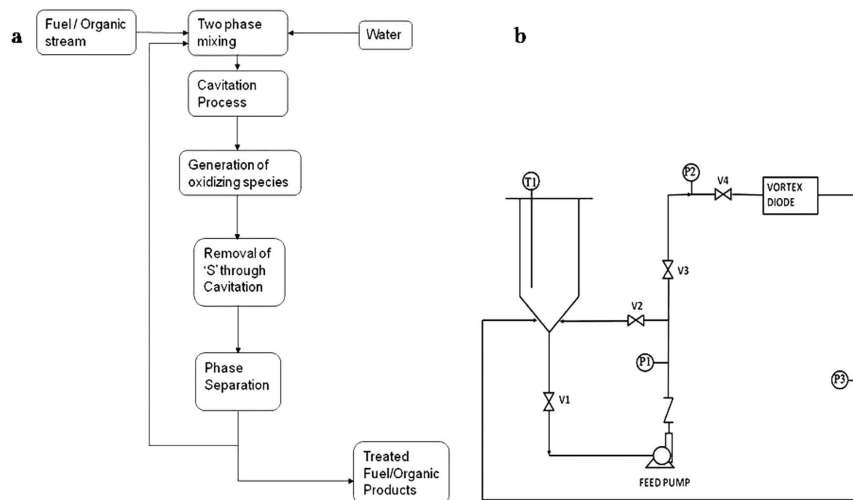 a
Fuel / Organic
stream
Two phase
mixing
Water
Cavitation
Process
Generation of
oxidizing species
Removal of
'S' through
Cavitation
Phase
Separation
Treated
Fuel/Organic
Products
b
T1
P2
V4
VORTEX
DIODE
V3
V2
P1
P3
V1
FEED PUMP